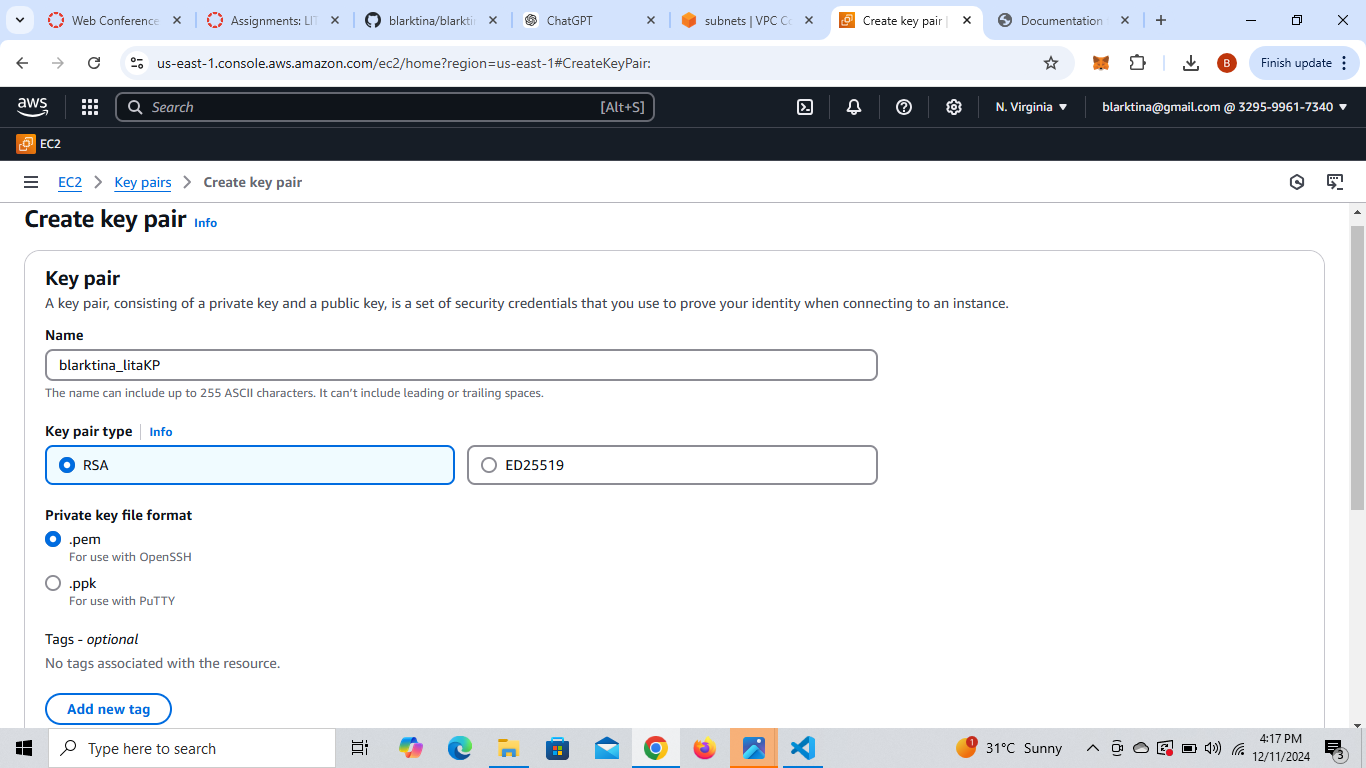 Web Conference
Assignments: LIT
blarktina/blarktin
ChatGPT
subnets | VPC Co
Create key pair |
Documentation
us-east-1.console.aws.amazon.com/ec2/home?region=us-east-1#CreateKeyPair:
B
Finish update
aws
Search
[Alt+S]
N. Virginia
blarktina@gmail.com @ 3295-9961-7340
EC2
EC2
Key pairs
Create key pair
Create key pair
Info
Key pair
A key pair, consisting of a private key and a public key, is a set of security credentials that you use to prove your identity when connecting to an instance.
Name
blarktina_litaKP
The name can include up to 255 ASCII characters. It can't include leading or trailing spaces.
Key pair type
Info
RSA
ED25519
Private key file format
.pem
For use with OpenSSH
.ppk
For use with PuTTY
Tags - optional
No tags associated with the resource.
Add new tag
Type here to search
1
31°C Sunny
4:17 PM
12/11/2024
3